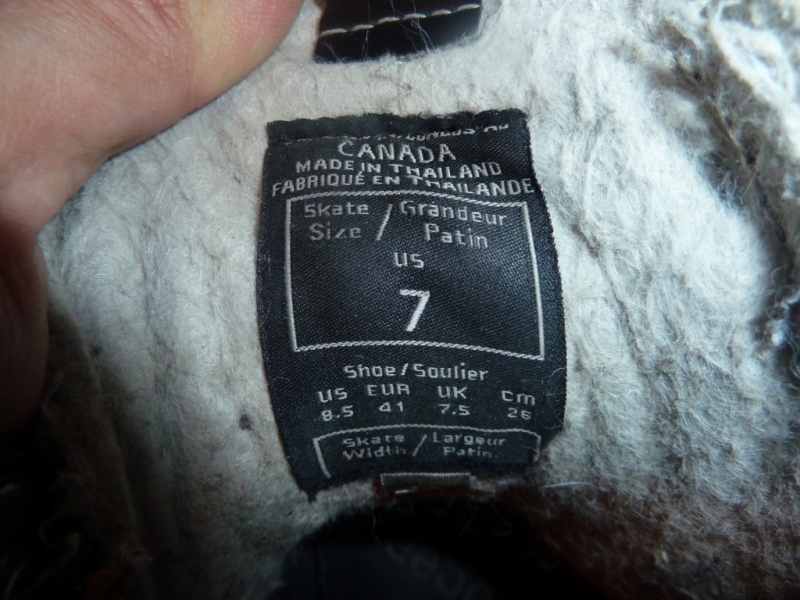 CANADA
MADE IN THAILAND
FABRIQUÉ EN THAILANDE
Skate / Grandeur
Size / Patin
US
7
Shoe/Soulier
US EUR UK cm
8.5 41 7.5 26
Skate / Largeur
Width / Patin